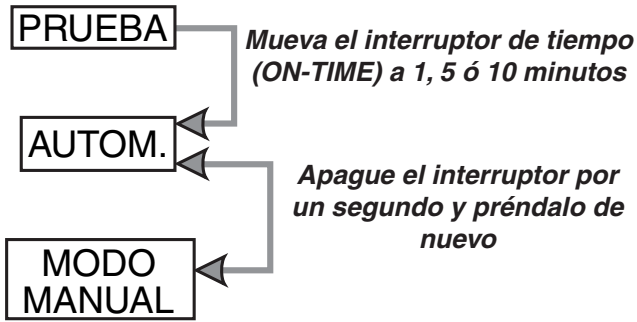 PRUEBA
Mueva el interruptor de tiempo
(ON-TIME) a 1, 5 ó 10 minutos
AUTOM.
Apague el interruptor por
un segundo y préndalo de
nuevo
MODO
MANUAL